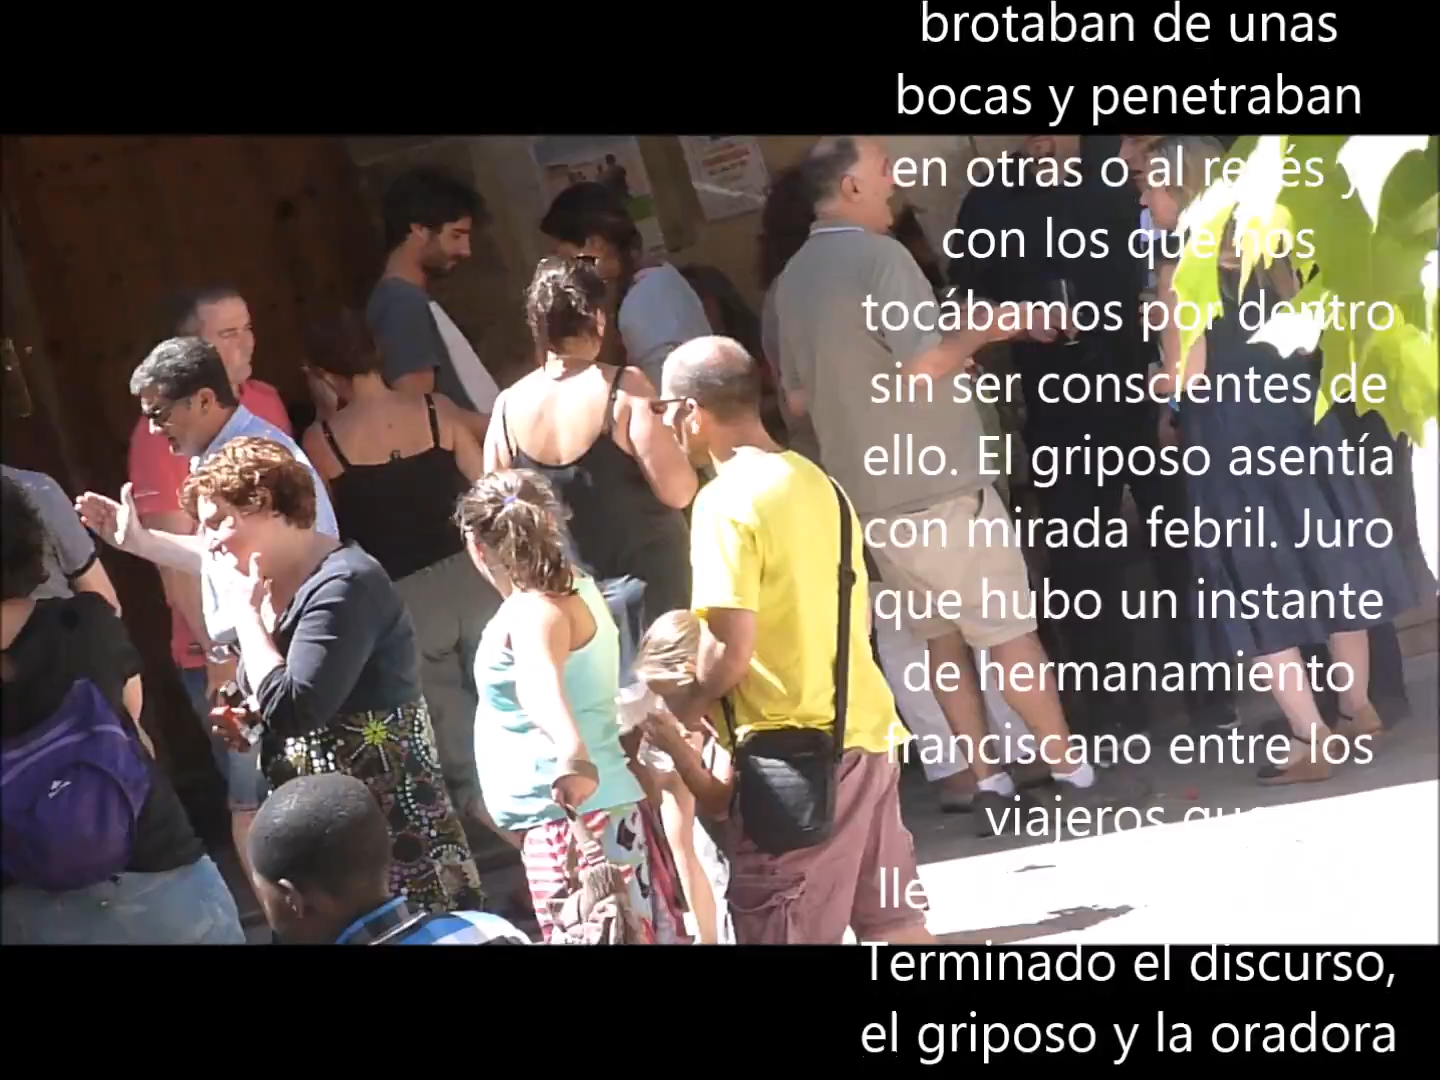 brotaban de unas
bocas y penetraban
en otras o al revés y
con los que nos
tocábamos por dentro
sin ser conscientes de
ello. El griposo asentía
con mirada febril. Juro
que hubo un instante
de hermanamiento
franciscano entre los
viajeros
Terminado el discurso,
el griposo y la oradora